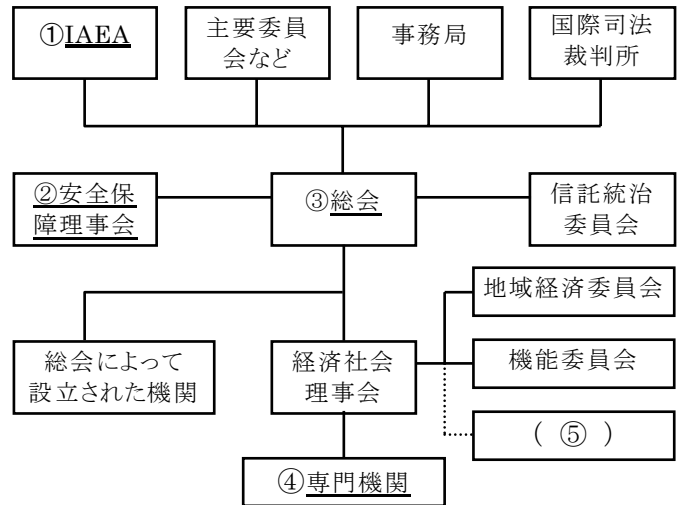 ①IAEA
主要委員
会など
事務局
国際司法
裁判所
②安全保
障理事会
③総会
信託統治
委員会
地域経済委員会
総会によって
設立された機関
経済社会
理事会
機能委員会
( ⑤ )
④専門機関